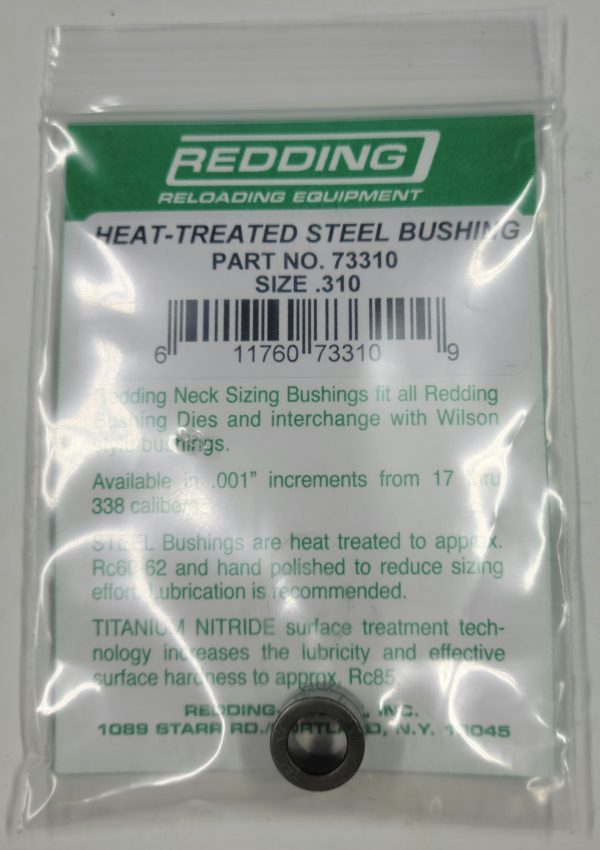 REDDING
RELOADING EQUIPMENT
HEAT-TREATED STEEL BUSHING
PART NO. 73310
SIZE .310
6 11760 73310 9
Redding Neck Sizing Bushings fit all Redding
Bushing Dies and interchange with Wilson
style bushings.
Available in .001" increments from 17 thru
338 calibers.
STEEL Bushings are heat treated to approx.
Rc60-62 and hand polished to reduce sizing
effort. Lubrication is recommended.
TITANIUM NITRIDE surface treatment tech-
nology increases the lubricity and effective
surface hardness to approx. Rc85.
REDDING, INC.
1089 STARR RD./CORTLAND, N.Y. 13045